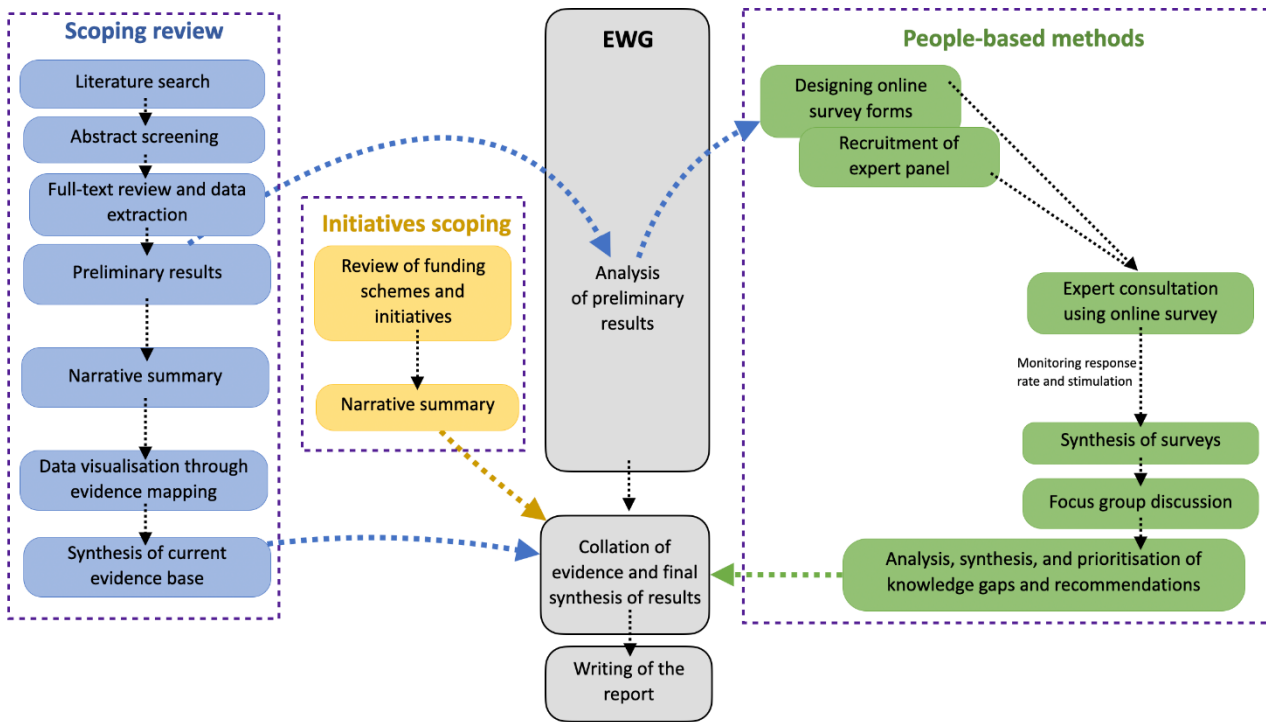 Scoping review
Literature search
Abstract screening
Full-text review and data
extraction
Preliminary results
Narrative summary
Data visualisation through
evidence mapping
Synthesis of current
evidence base
Initiatives scoping
Review of funding
schemes and
initiatives
Narrative summary
EWG
Analysis
of preliminary
results
Collation of
evidence and final
synthesis of results
Writing of the
report
People-based methods
Designing online
survey forms
Recruitment of
expert panel
Expert consultation
using online survey
Monitoring response
rate and stimulation
Synthesis of surveys
Focus group discussion
Analysis, synthesis, and prioritisation of
knowledge gaps and recommendations